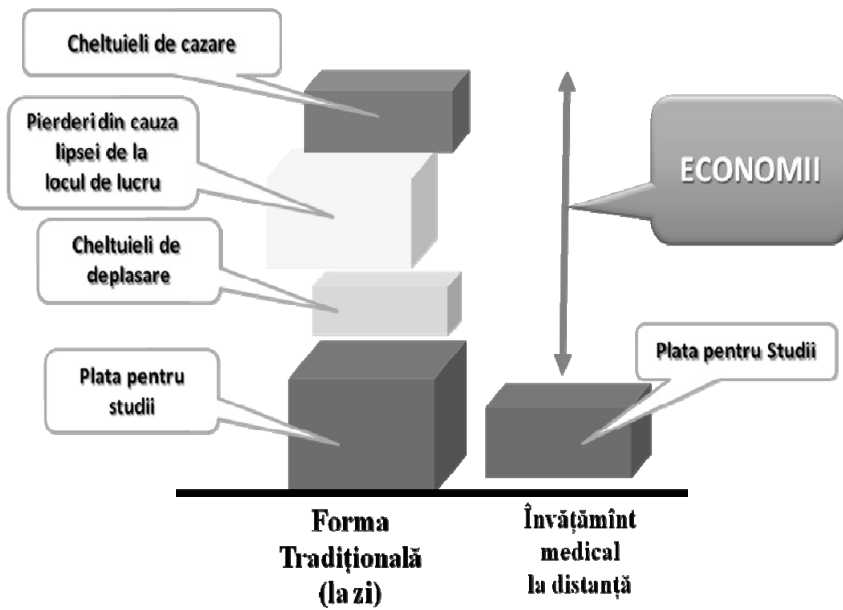 Cheltuieli de cazare
Pierderi din cauza
lipsei de la
locul de lucru
Cheltuieli de
deplasare
Plata pentru
studii
ECONOMII
Plata pentru Studii
Forma
Tradițională
(la zi)
Învățămînt
medical
la distanță